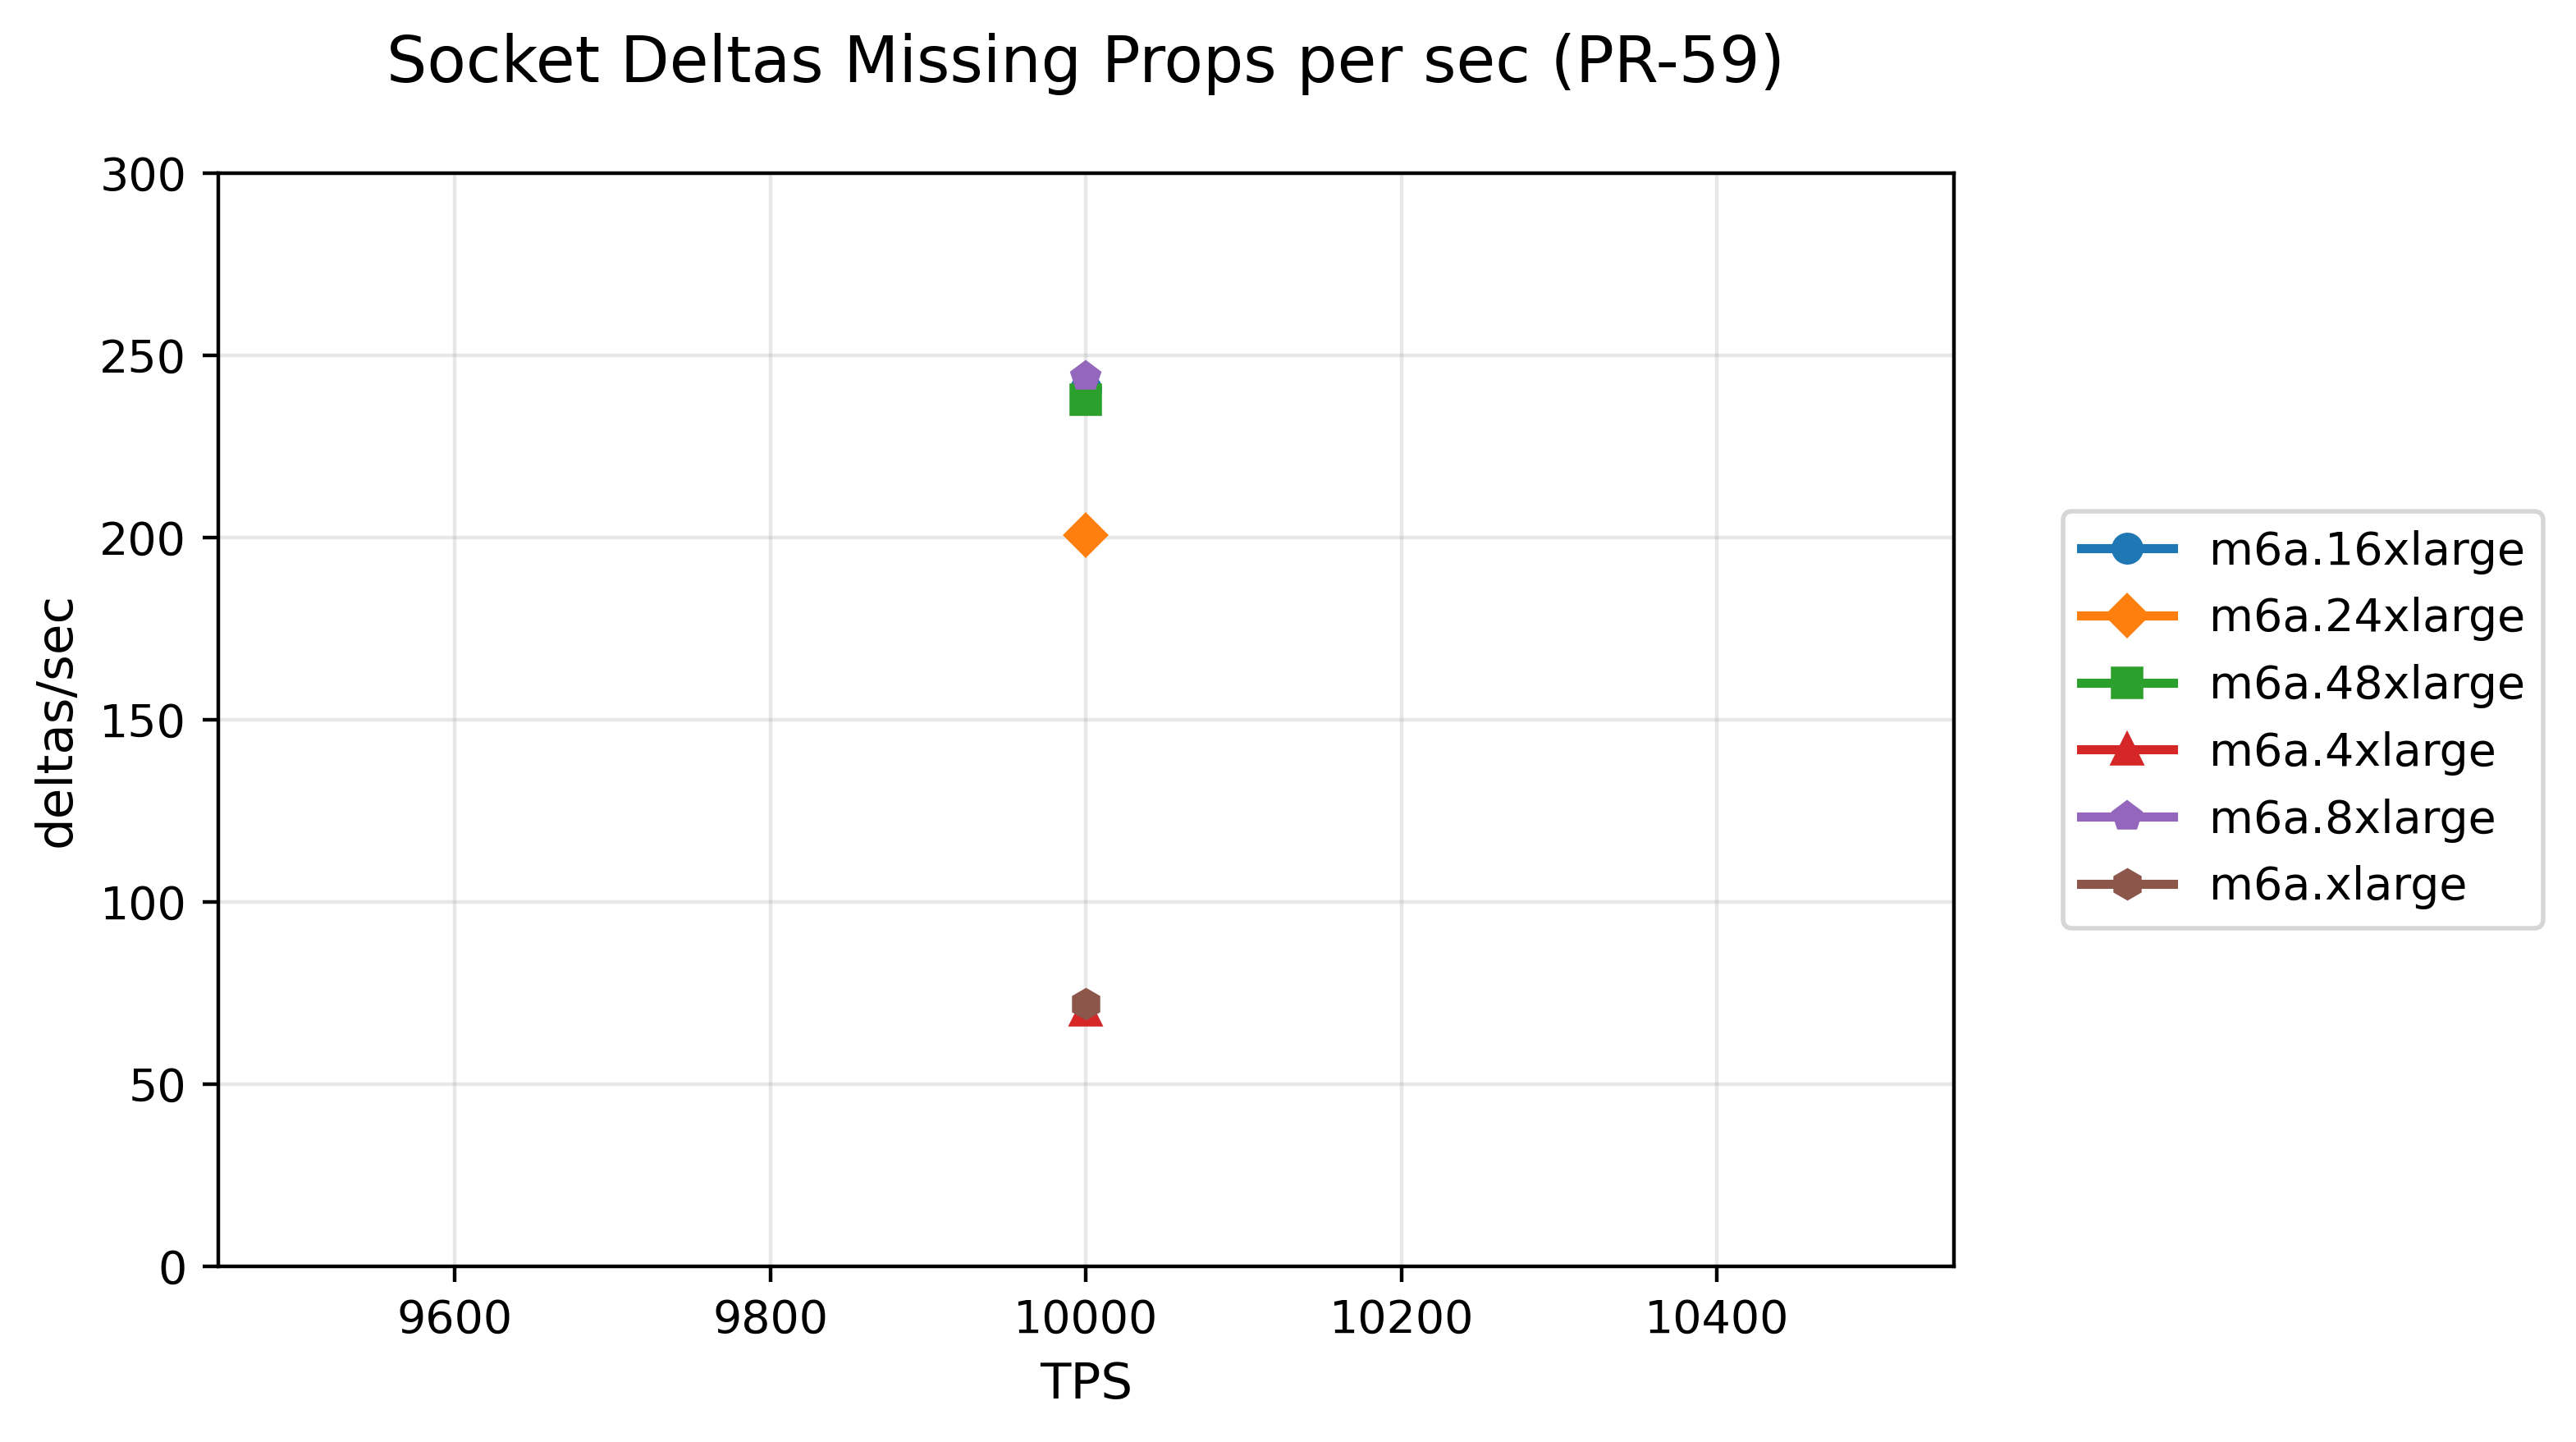 Socket Deltas Missing Props per sec (PR-59)
300
250
200
150
100
50
0
deltas/sec
9600 9800 10000 10200 10400
TPS
m6a.16xlarge
m6a.24xlarge
m6a.48xlarge
m6a.4xlarge
m6a.8xlarge
m6a.xlarge